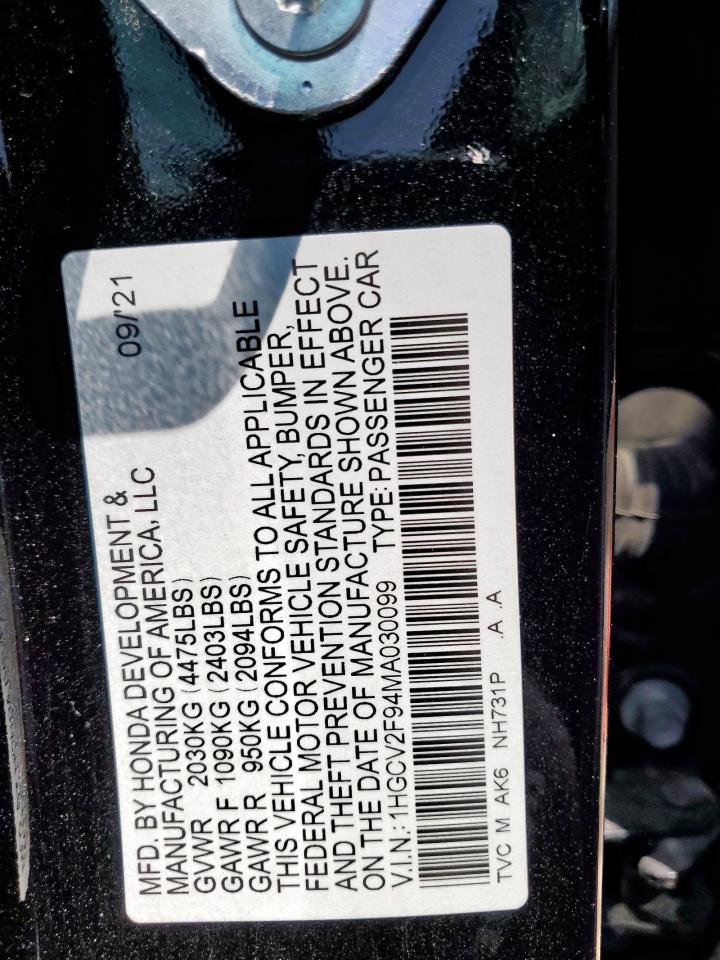 MFD. BY HONDA DEVELOPMENT & 09/'21
MANUFACTURING OF AMERICA, LLC
GVWR 2030KG (4475LBS)
GAWR F 1090KG (2403LBS)
GAWR R 950KG (2094LBS)
THIS VEHICLE CONFORMS TO ALL APPLICABLE
FEDERAL MOTOR VEHICLE SAFETY, BUMPER,
AND THEFT PREVENTION STANDARDS IN EFFECT
ON THE DATE OF MANUFACTURE SHOWN ABOVE.
V.I.N.: 1HGCV2F94MA030099 TYPE: PASSENGER CAR
TVC M AK6 NH731P .A .A